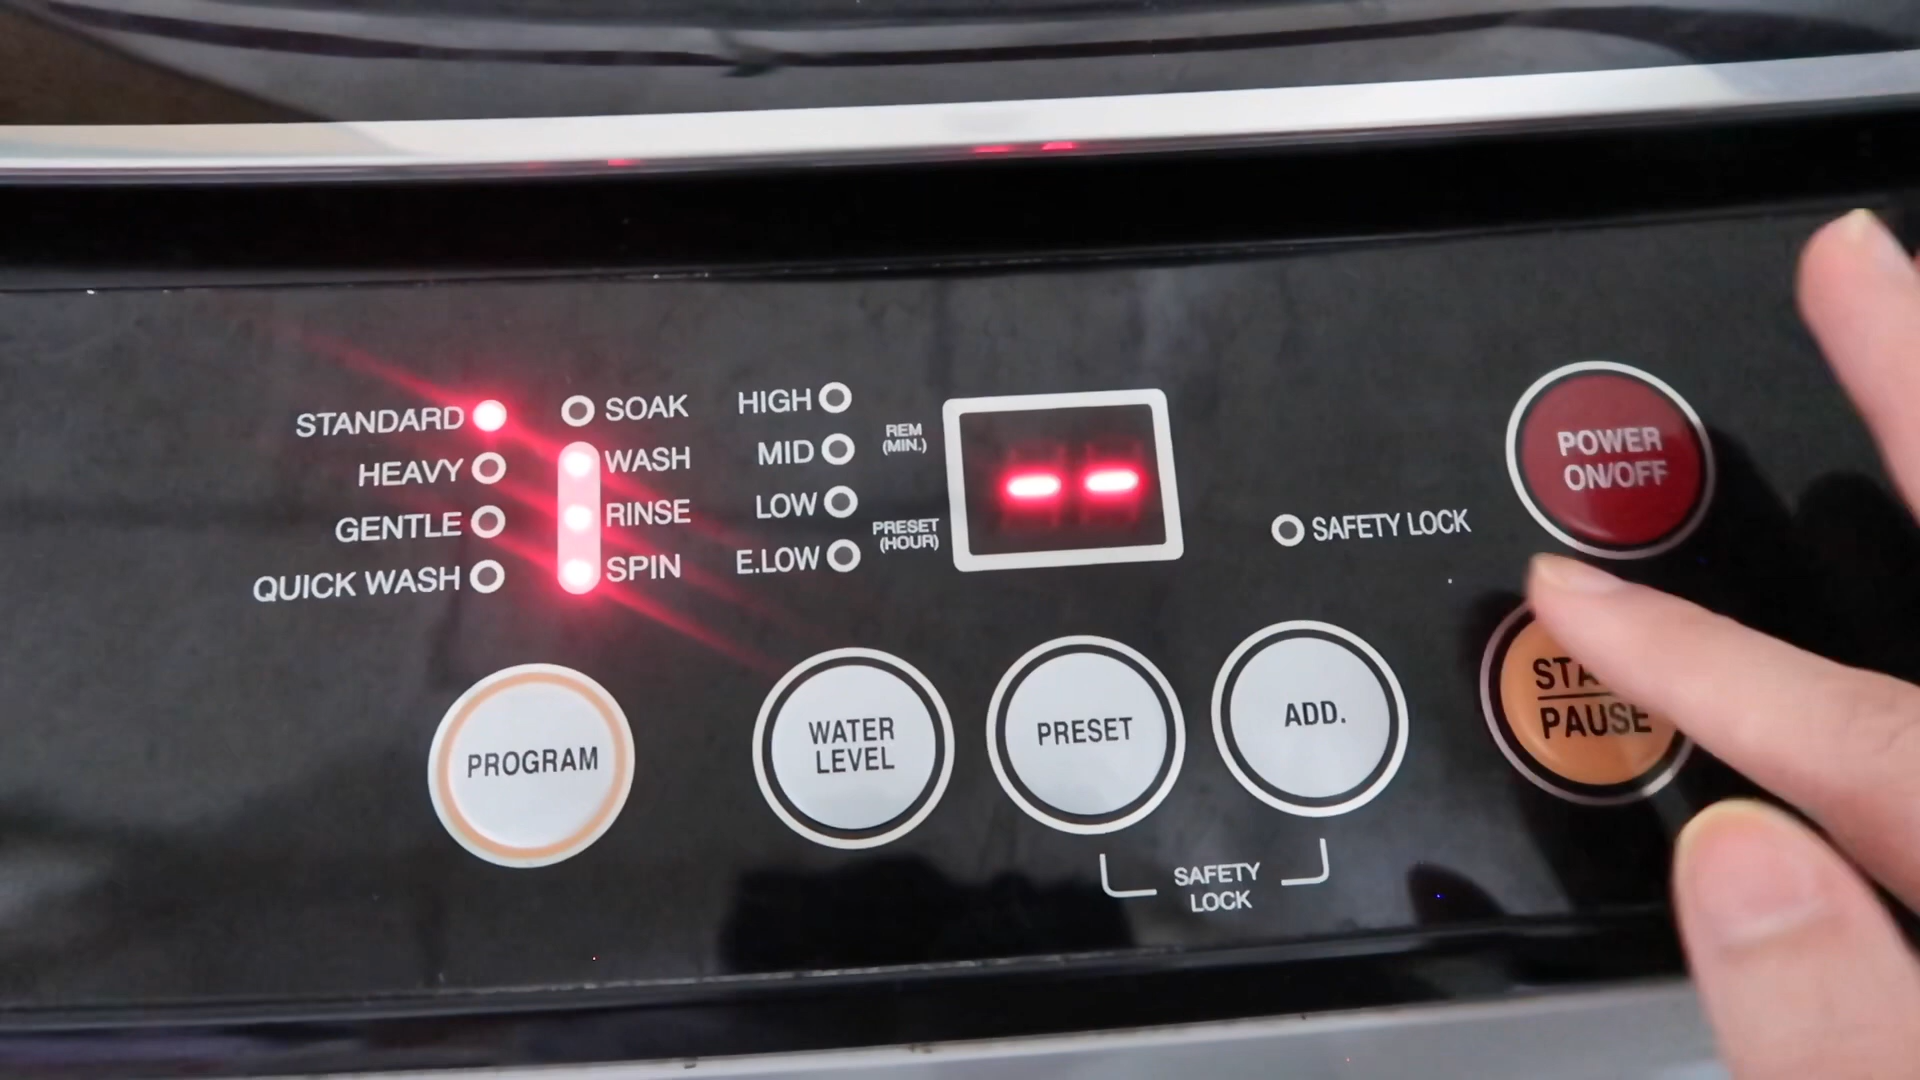 STANDARD
HEAVY
GENTLE
QUICK WASH
SOAK
WASH
RINSE
SPIN
HIGH
MID
LOW
E.LOW
REM
(MIN.)
PRESET
(HOUR)
--
SAFETY LOCK
POWER
ON/OFF
PROGRAM
WATER
LEVEL
PRESET
ADD.
PAUSE
SAFETY
LOCK